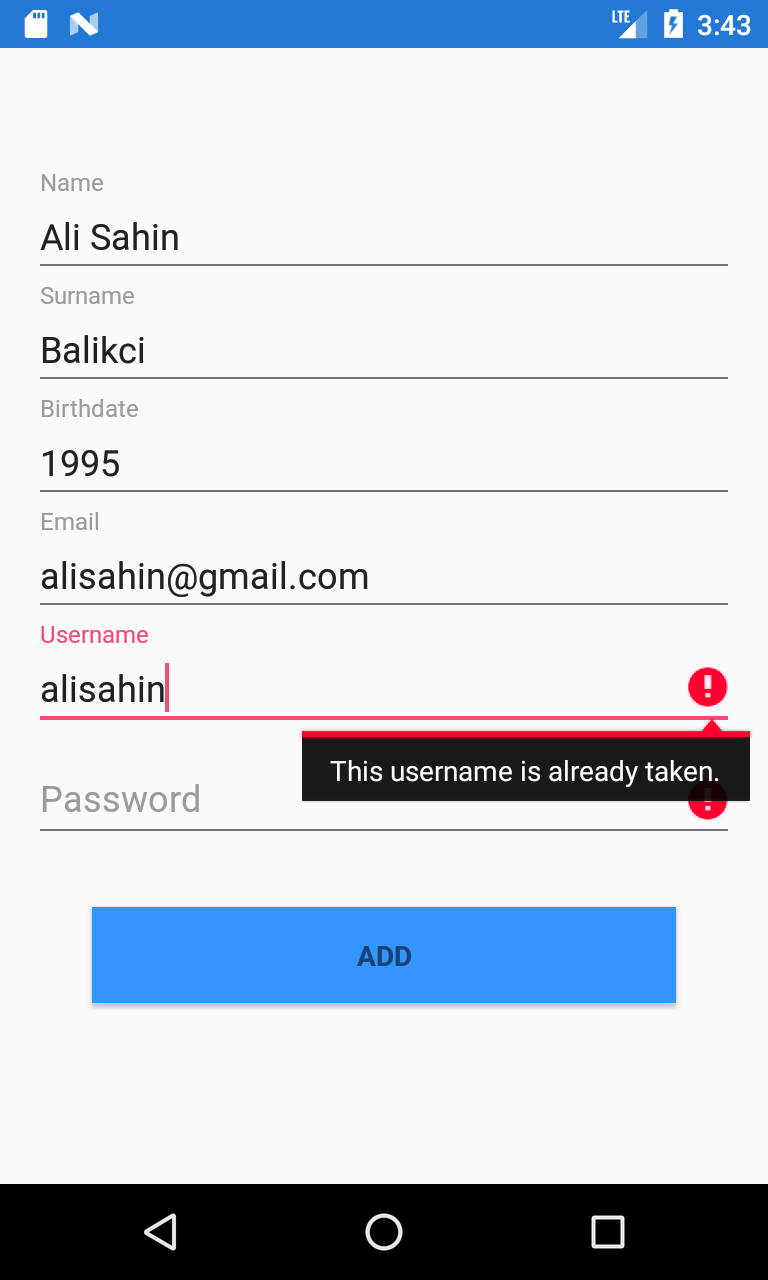 LTE 3:43
Name
Ali Sahin
Surname
Balikci
Birthdate
1995
Email
alisahin@gmail.com
Username
alisahin
This username is already taken.
Password
ADD